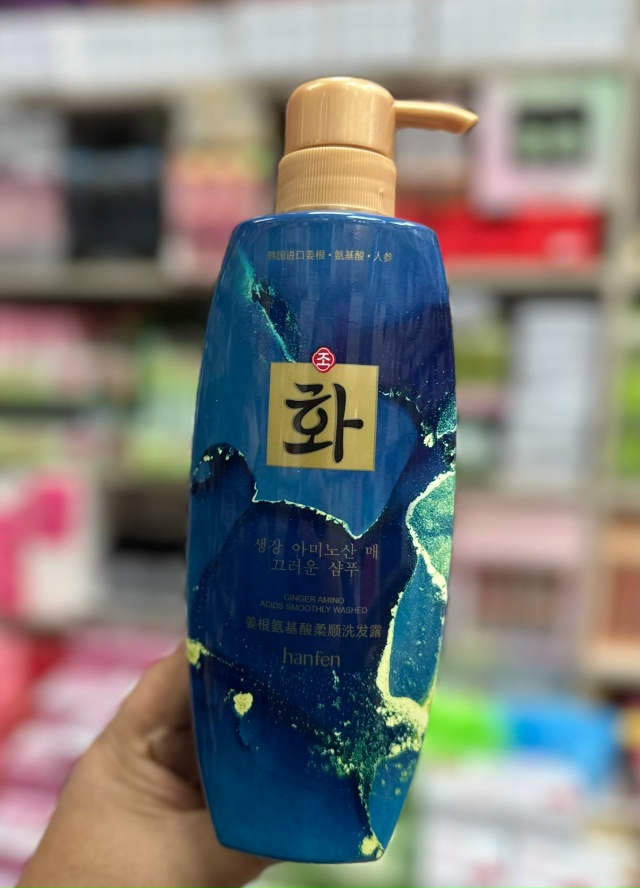 韩国进口姜根·氨基酸·人参
조
화
생강 아미노산 매
끄러운 샴푸
GINGER AMINO
ACIDS SMOOTHLY WASHED
姜根氨基酸柔顺洗发露
hanfen